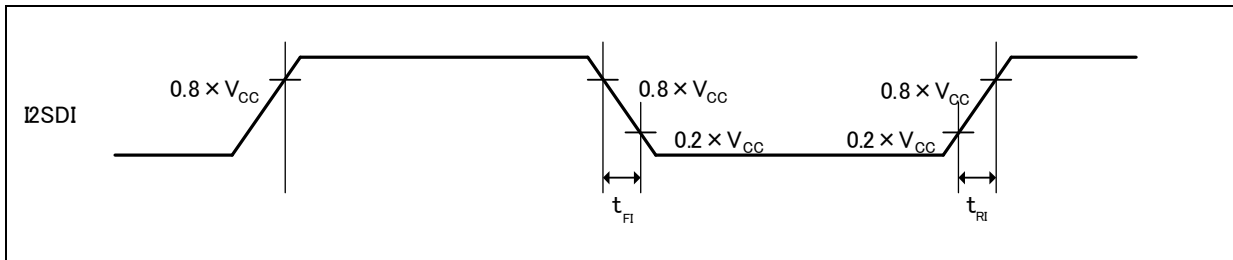 I2SDI
0.8 × VCC
0.8 × VCC
0.2 × VCC
0.8 × VCC
0.2 × VCC
tFI
tRI